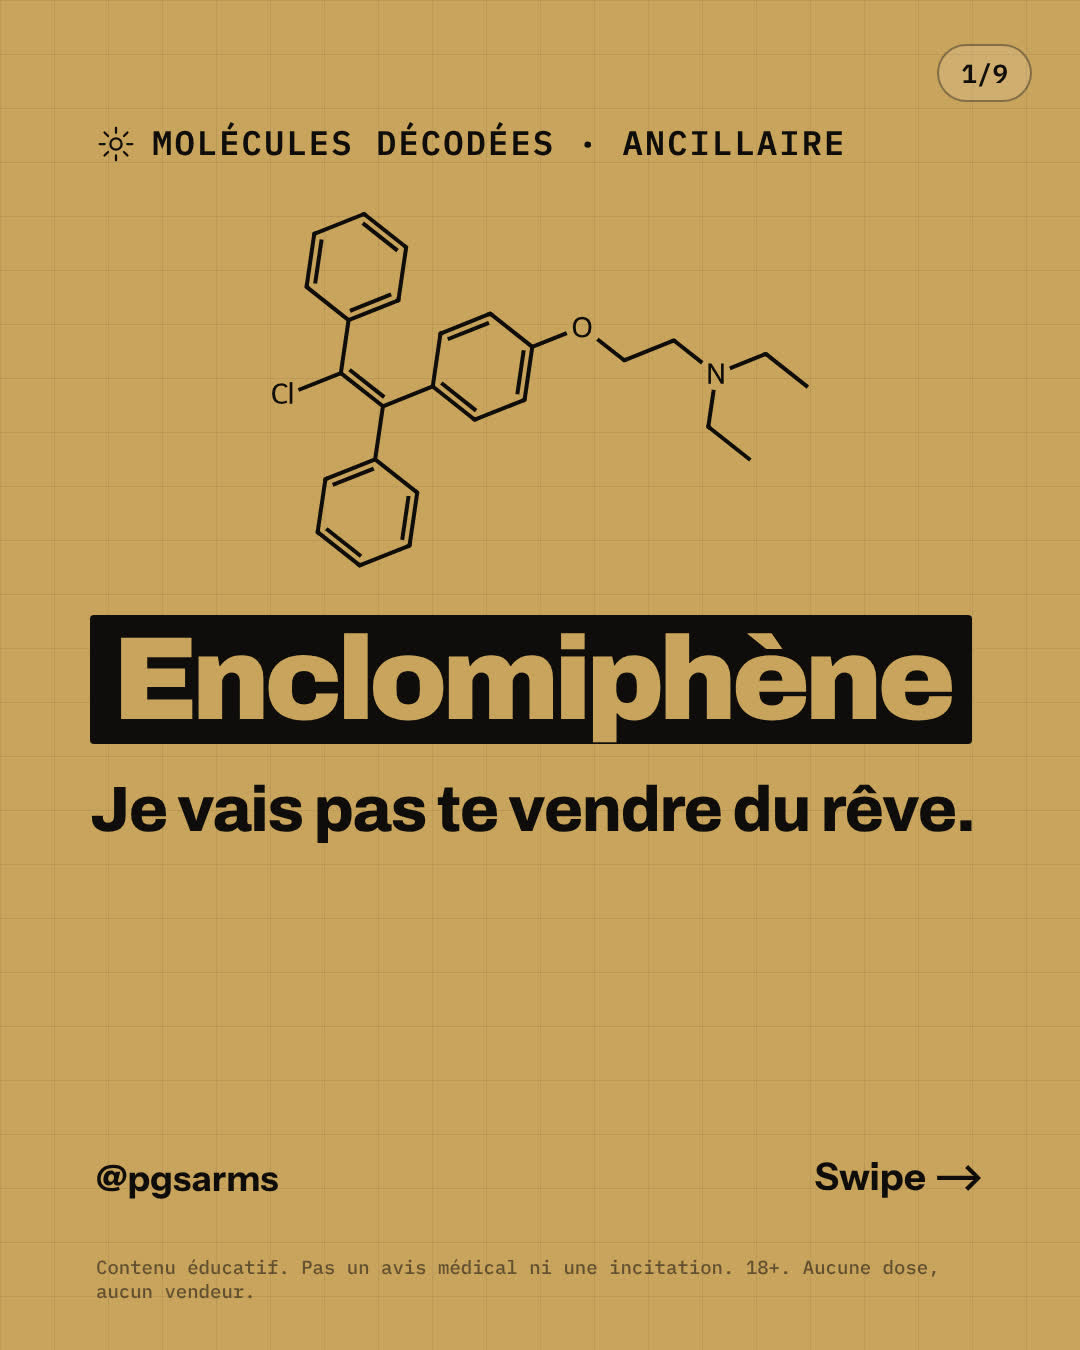 1/9
MOLÉCULES DÉCODÉES · ANCILLAIRE
O
N
Cl
Enclomiphène
Je vais pas te vendre du rêve.
@pgsarms
Swipe →
Contenu éducatif. Pas un avis médical ni une incitation. 18+. Aucune dose,
aucun vendeur.